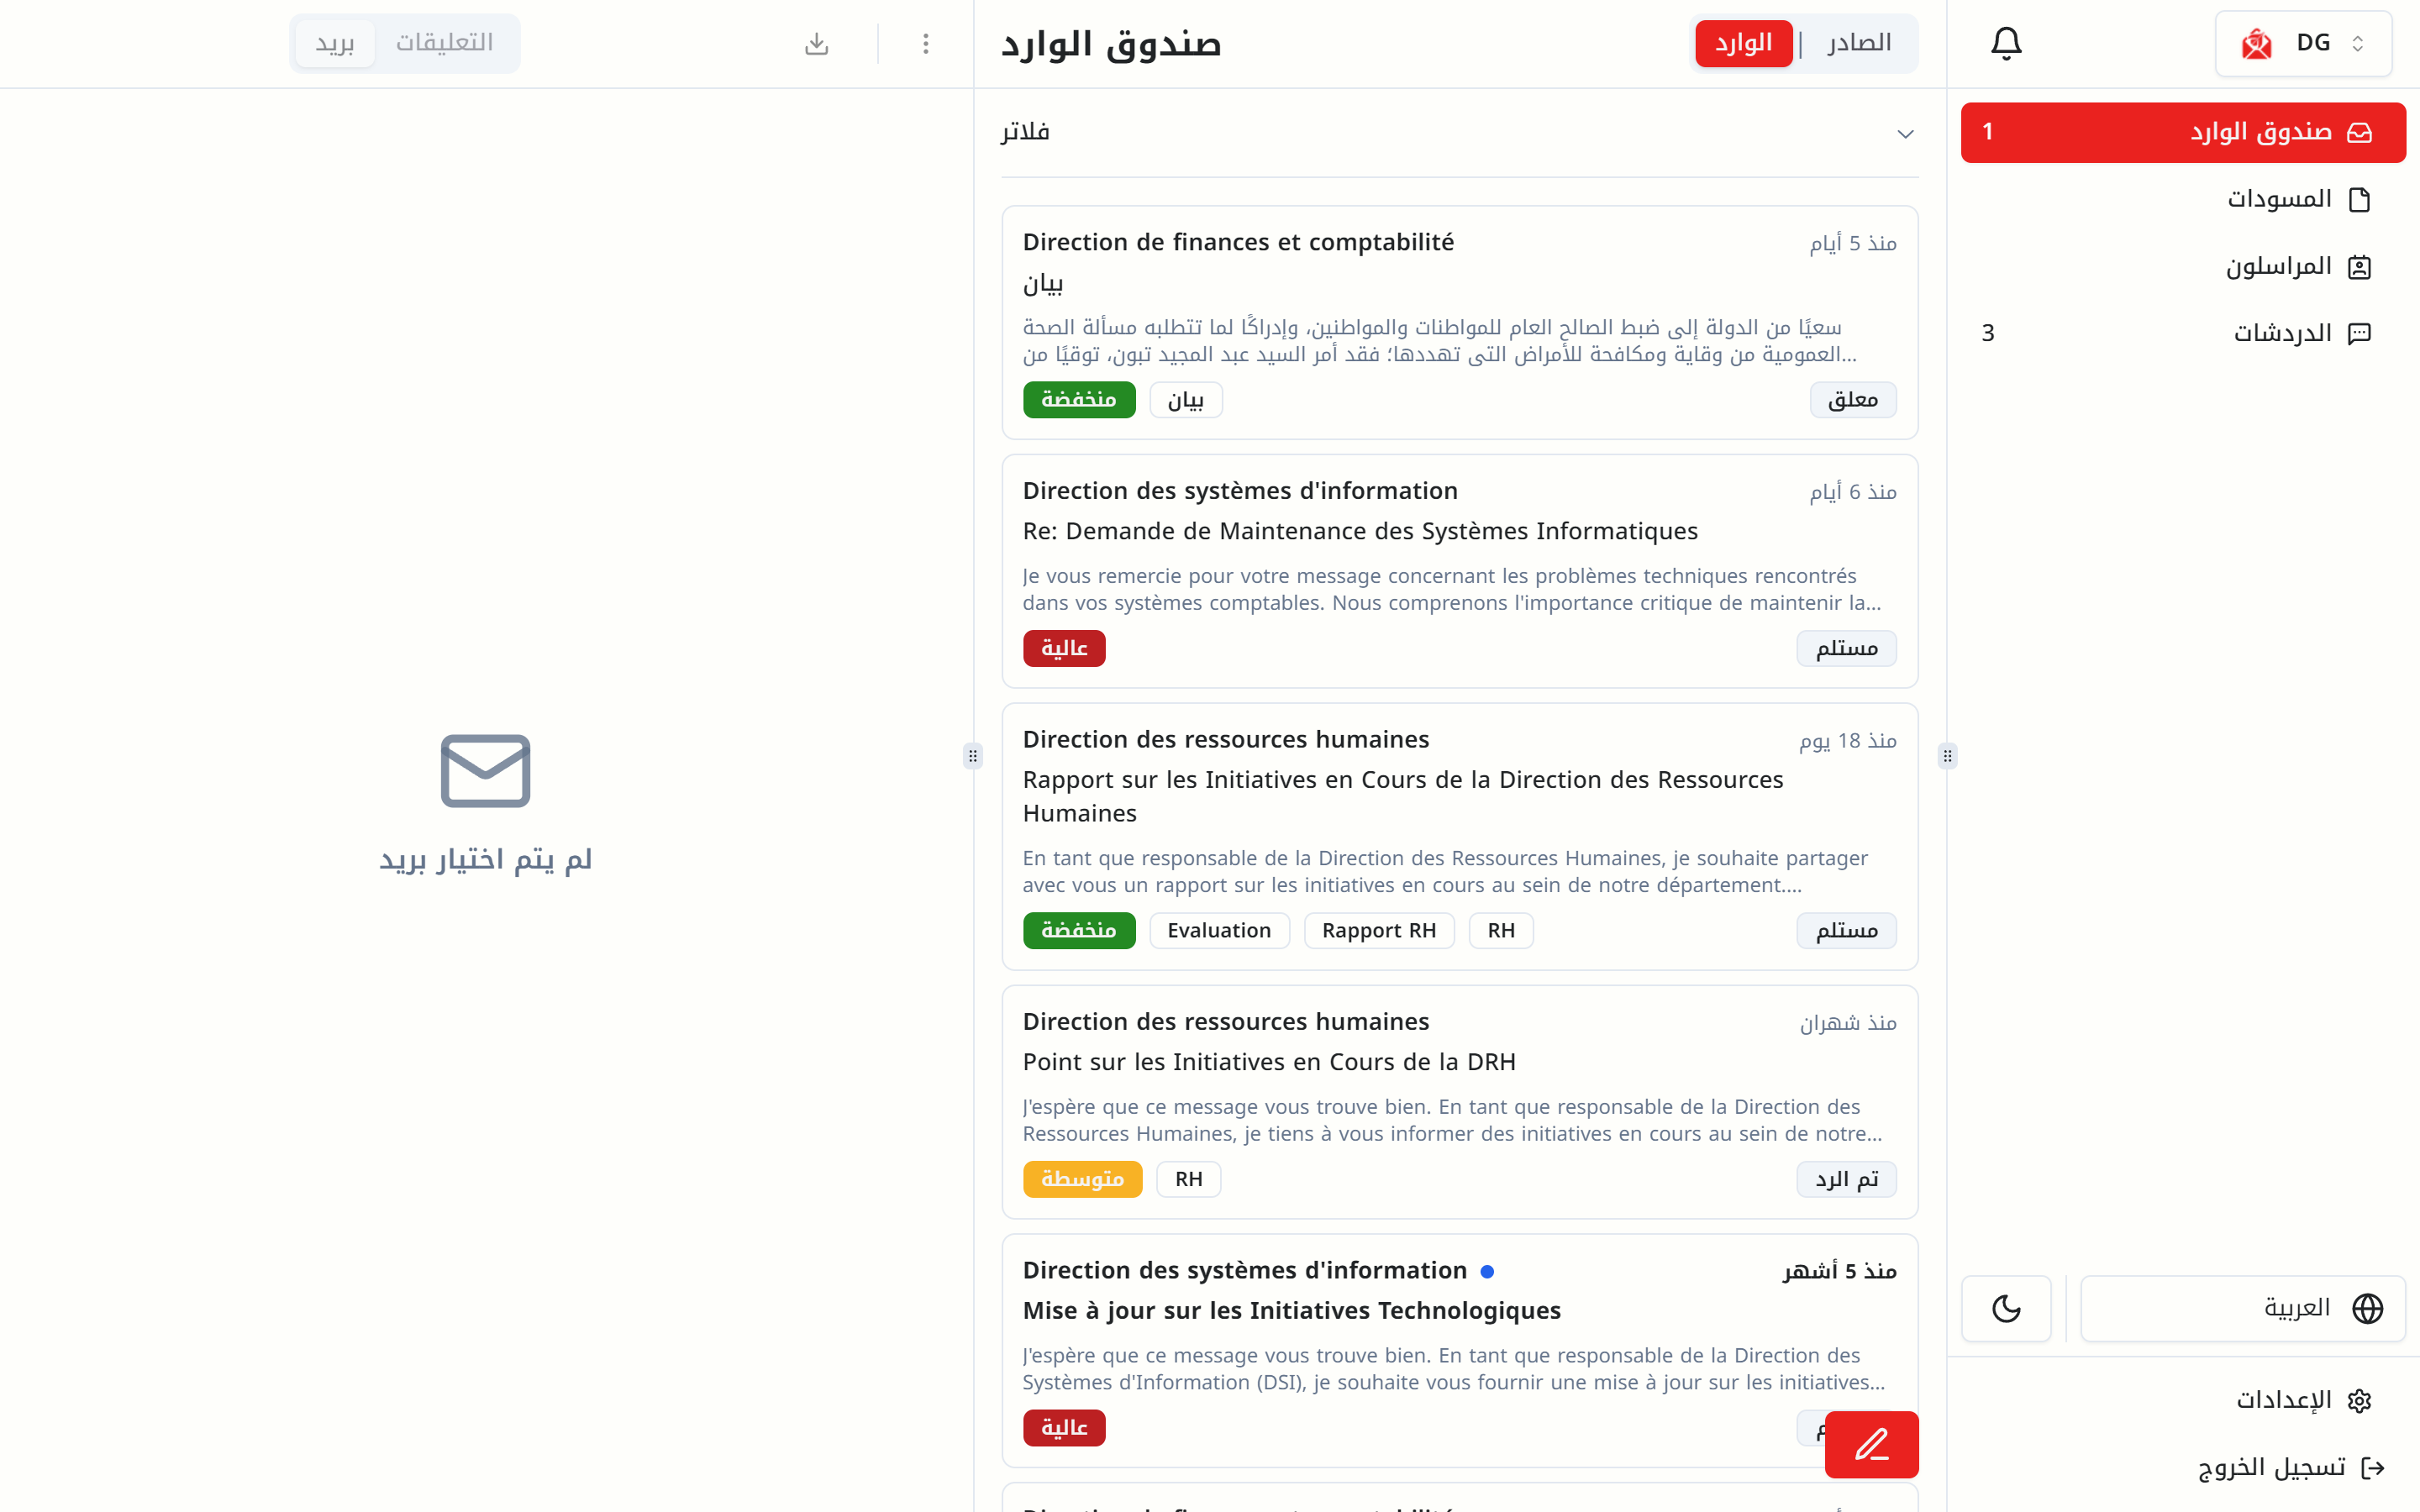 DG
صندوق الوارد
1
المسودات
المراسلون
الدردشات
3
العربية
الإعدادات
تسجيل الخروج
صندوق الوارد
الوارد | الصادر
فلاتر
Direction de finances et comptabilité
منذ 5 أيام
بيان
سعيًا من الدولة إلى ضبط الصالح العام للمواطنات والمواطنين، وإدراكًا لما تتطلبه مسألة الصحة
العمومية من وقاية ومكافحة للأمراض التي تهددها؛ فقد أمر السيد عبد المجيد تبون، توقيًا من...
منخفضة
بيان
معلق
Direction des systèmes d'information
منذ 6 أيام
Re: Demande de Maintenance des Systèmes Informatiques
Je vous remercie pour votre message concernant les problèmes techniques rencontrés
dans vos systèmes comptables. Nous comprenons l'importance critique de maintenir la...
عالية
مستلم
Direction des ressources humaines
منذ 18 يوم
Rapport sur les Initiatives en Cours de la Direction des Ressources
Humaines
En tant que responsable de la Direction des Ressources Humaines, je souhaite partager
avec vous un rapport sur les initiatives en cours au sein de notre département....
منخفضة
Evaluation
Rapport RH
RH
مستلم
Direction des ressources humaines
منذ شهران
Point sur les Initiatives en Cours de la DRH
J'espère que ce message vous trouve bien. En tant que responsable de la Direction des
Ressources Humaines, je tiens à vous informer des initiatives en cours au sein de notre...
متوسطة
RH
تم الرد
Direction des systèmes d'information
منذ 5 أشهر
Mise à jour sur les Initiatives Technologiques
J'espère que ce message vous trouve bien. En tant que responsable de la Direction des
Systèmes d'Information (DSI), je souhaite vous fournir une mise à jour sur les initiatives...
عالية
التعليقات
بريد
لم يتم اختيار بريد